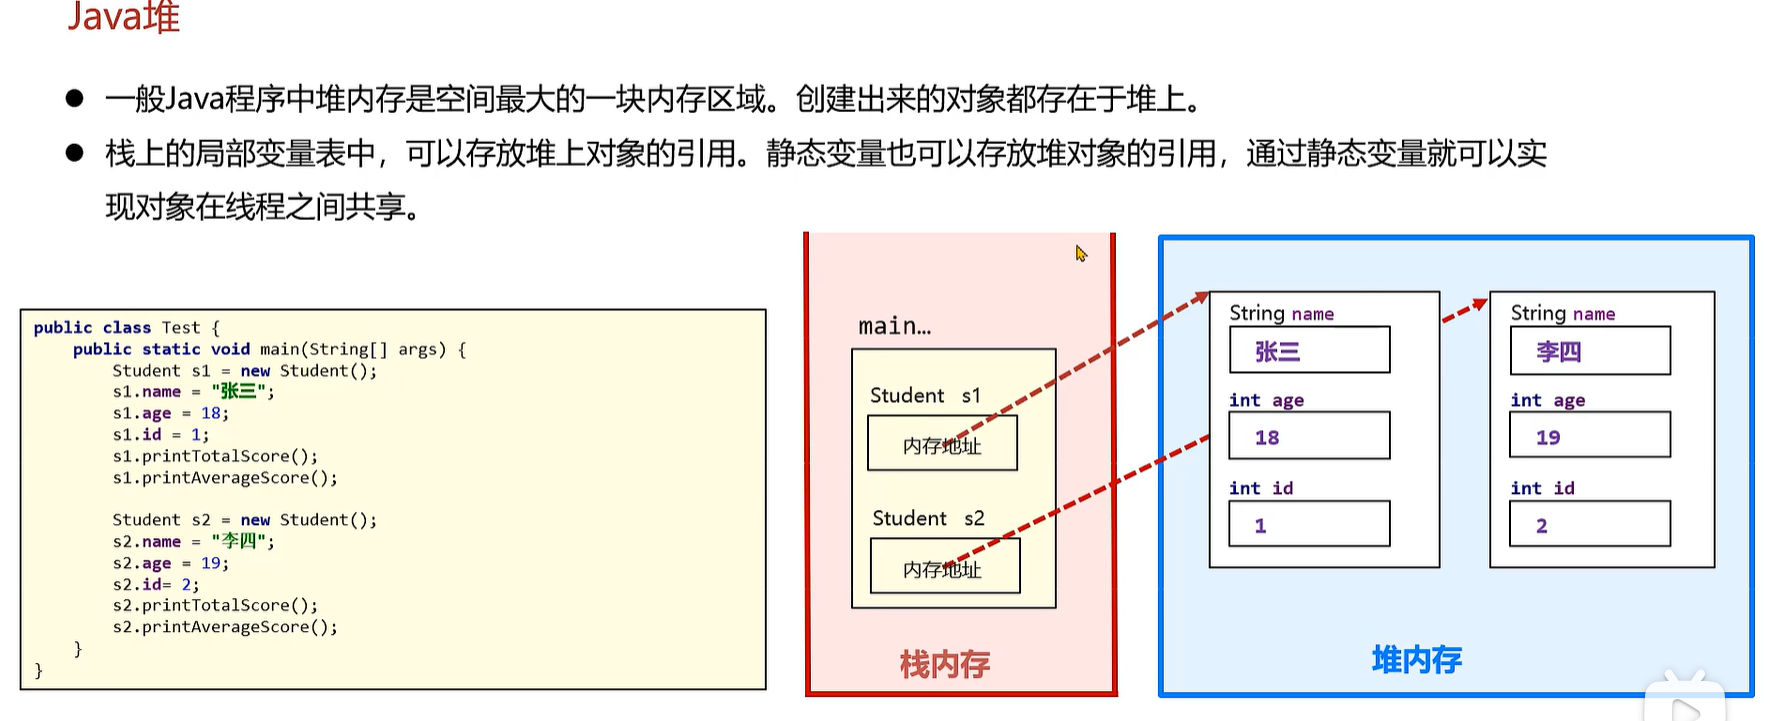 Java堆
● 一般Java程序中堆内存是空间最大的一块内存区域。创建出来的对象都存在于堆上。
● 栈上的局部变量表中，可以存放堆上对象的引用。静态变量也可以存放堆对象的引用，通过静态变量就可以实
现对象在线程之间共享。
public class Test {
    public static void main(String[] args) {
        Student s1 = new Student();
        s1.name = "张三";
        s1.age = 18;
        s1.id = 1;
        s1.printTotalScore();
        s1.printAverageScore();

        Student s2 = new Student();
        s2.name = "李四";
        s2.age = 19;
        s2.id= 2;
        s2.printTotalScore();
        s2.printAverageScore();
    }
}
main…
Student s1
内存地址
Student s2
内存地址
栈内存
String name
张三
int age
18
int id
1
String name
李四
int age
19
int id
2
堆内存